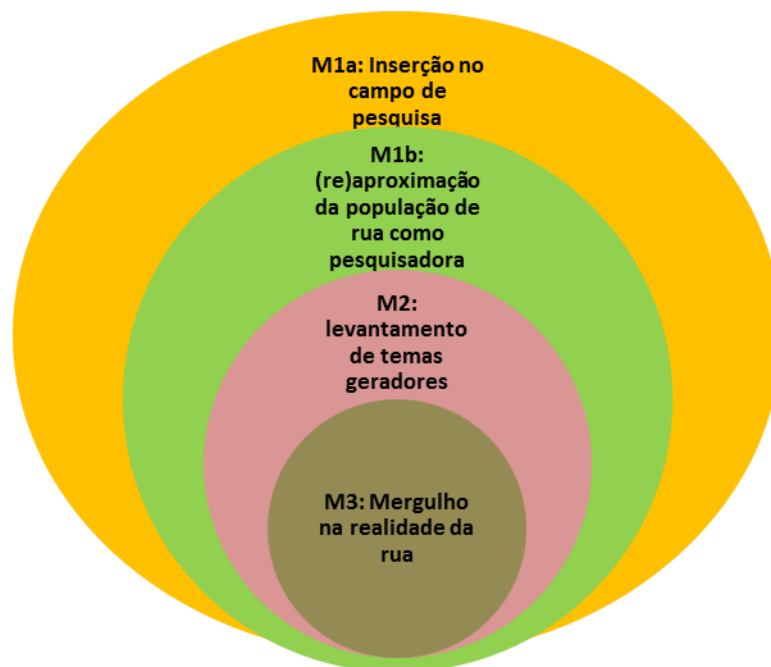 M1a: Inserção no
campo de
pesquisa
M1b:
(re)aproximação
da população de
rua como
pesquisadora
M2:
levantamento
de temas
geradores
M3: Mergulho
na realidade da
rua